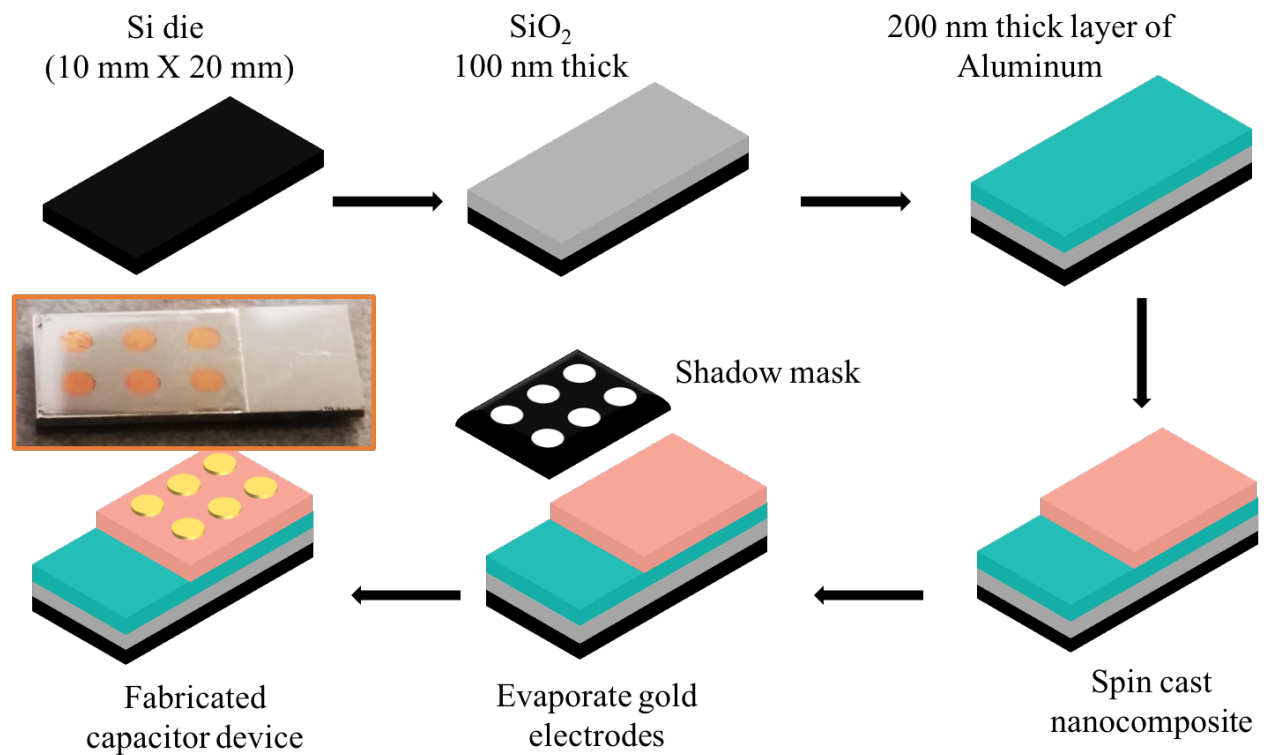 Si die
(10 mm X 20 mm)
SiO₂
100 nm thick
200 nm thick layer of
Aluminum
Shadow mask
Fabricated
capacitor device
Evaporate gold
electrodes
Spin cast
nanocomposite